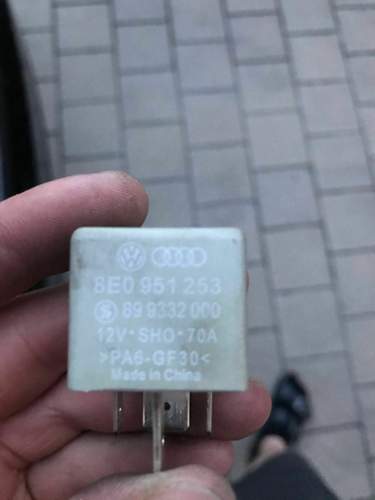 8E0 951 253
89 9332 000
12V·SHO·70A
>PA6-GF30<
Made in China